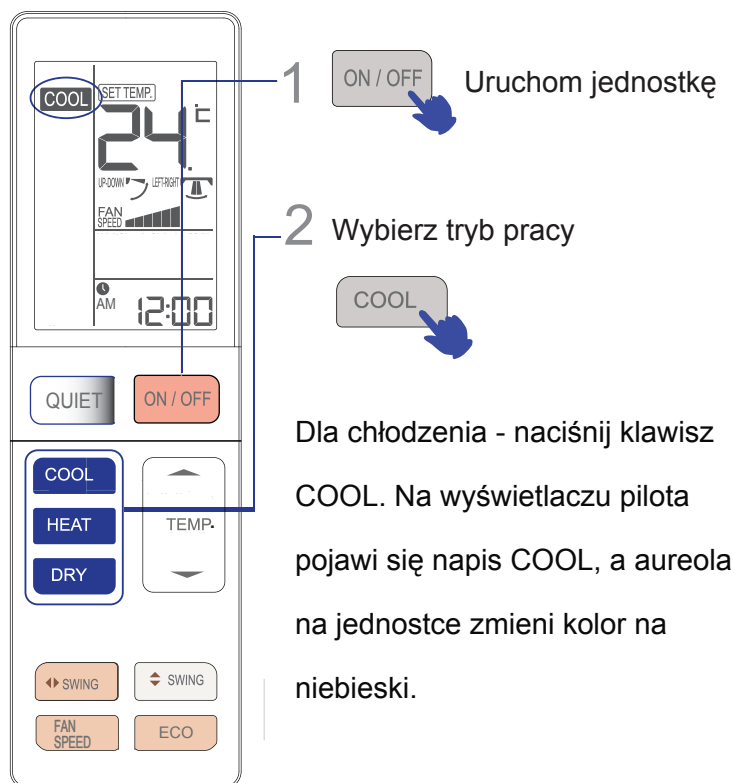 COOL
SET TEMP.
24.
°C
UP-DOWN
LEFT-RIGHT
FAN
SPEED
AM
12:00
QUIET
ON / OFF
COOL
HEAT
DRY
TEMP.
SWING
SWING
FAN
SPEED
ECO
1
ON / OFF
Uruchom jednostkę
2
Wybierz tryb pracy
COOL
Dla chłodzenia - naciśnij klawisz
COOL. Na wyświetlaczu pilota
pojawi się napis COOL, a aureola
na jednostce zmieni kolor na
niebieski.